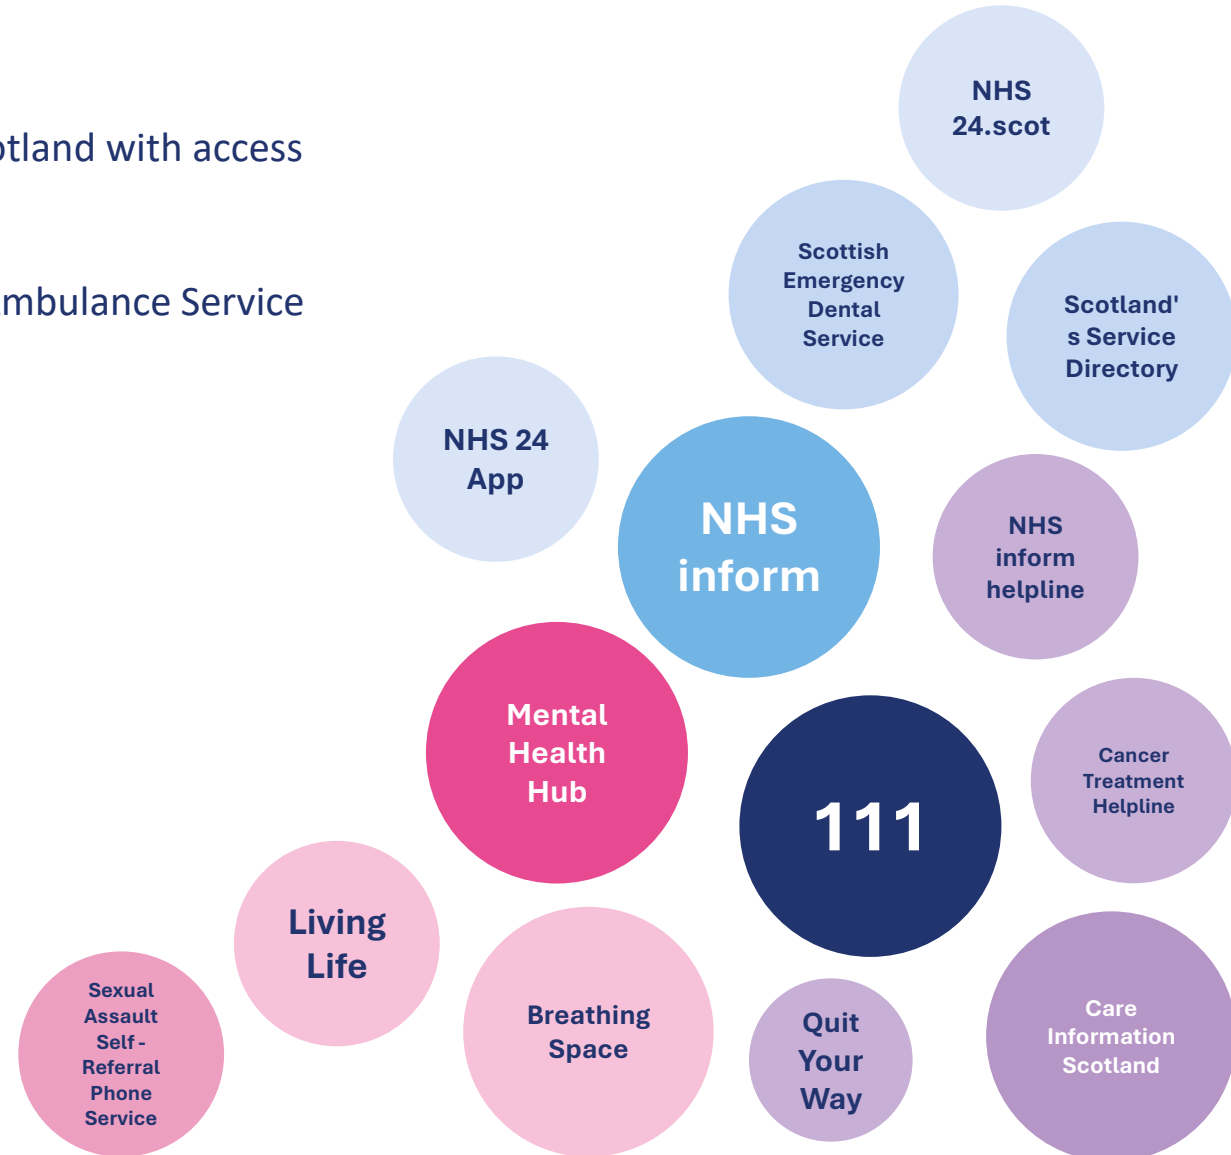 otland with access
mbulance Service
NHS
24.scot
Scottish
Emergency
Dental
Service
Scotland'
s Service
Directory
NHS 24
App
NHS
inform
NHS
inform
helpline
Mental
Health
Hub
111
Cancer
Treatment
Helpline
Living
Life
Breathing
Space
Quit
Your
Way
Care
Information
Scotland
Sexual
Assault
Self -
Referral
Phone
Service